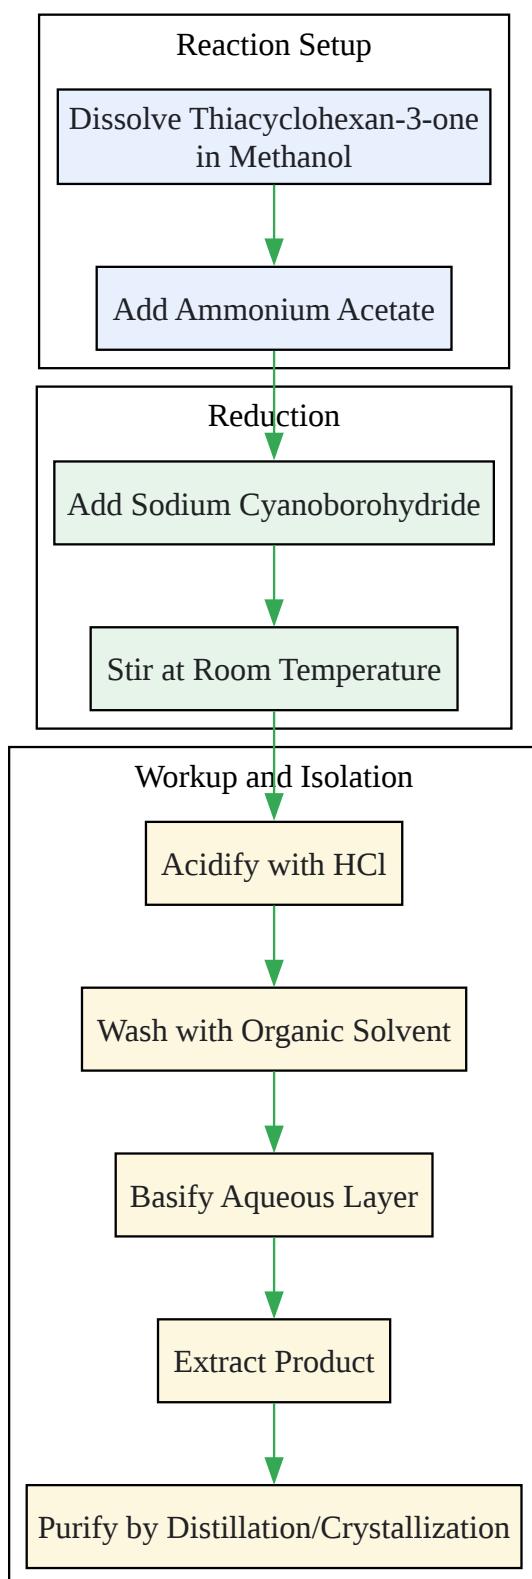 Reaction Setup
Dissolve Thiacyclohexan-3-one
in Methanol
Add Ammonium Acetate
Reduction
Add Sodium Cyanoborohydride
Stir at Room Temperature
Workup and Isolation
Acidify with HCl
Wash with Organic Solvent
Basify Aqueous Layer
Extract Product
Purify by Distillation/Crystallization